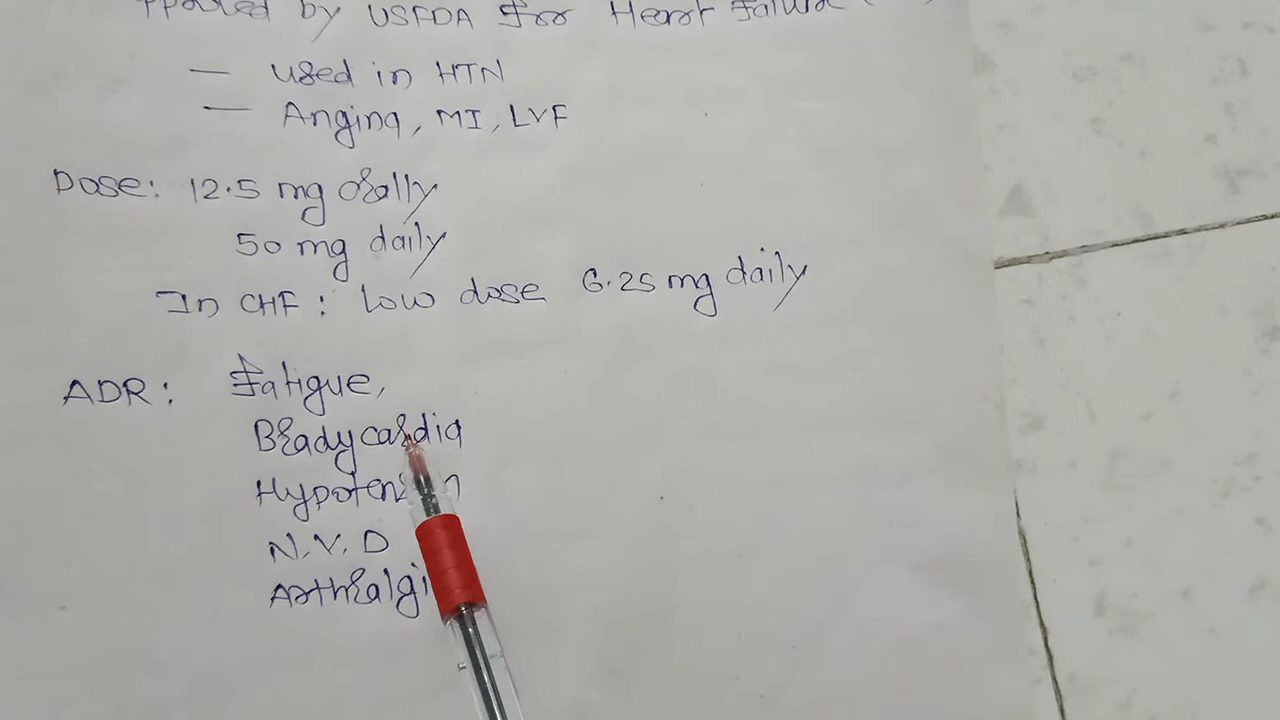 by USFDA For Heart Failure
— Used in HTN
— Angina, MI, LVF
Dose: 12.5 mg orally
50 mg daily
In CHF: Low dose 6.25 mg daily
ADR: Fatigue,
Bradycardia
Hypotension
N.V.D